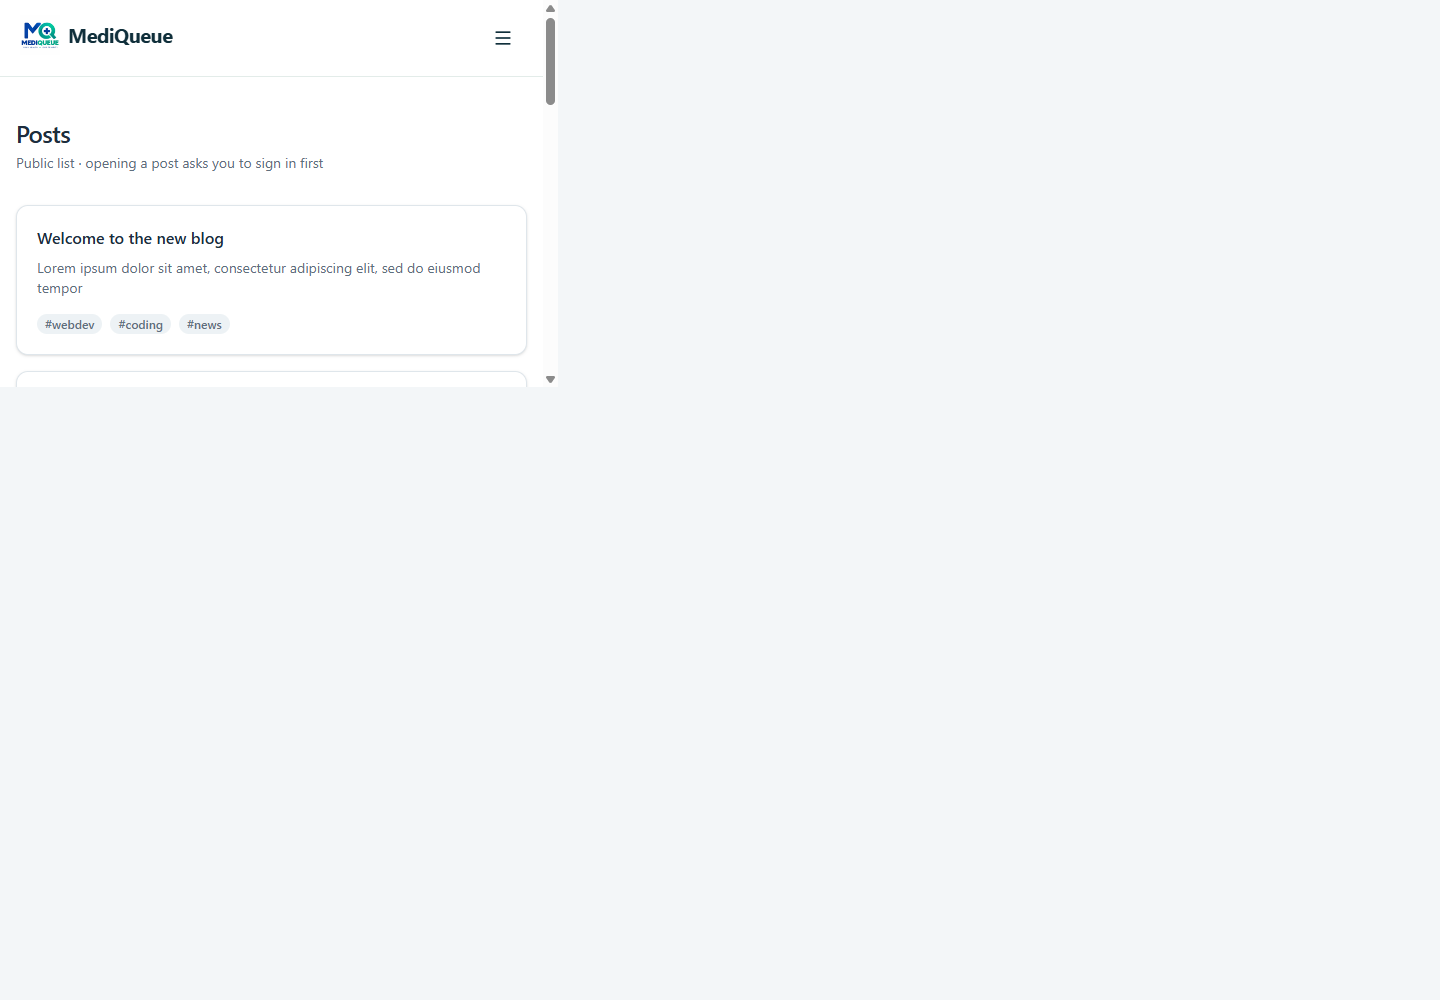 MEDIQUEUE
MediQueue
Posts
Public list · opening a post asks you to sign in first
Welcome to the new blog
Lorem ipsum dolor sit amet, consectetur adipiscing elit, sed do eiusmod
tempor
#webdev #coding #news